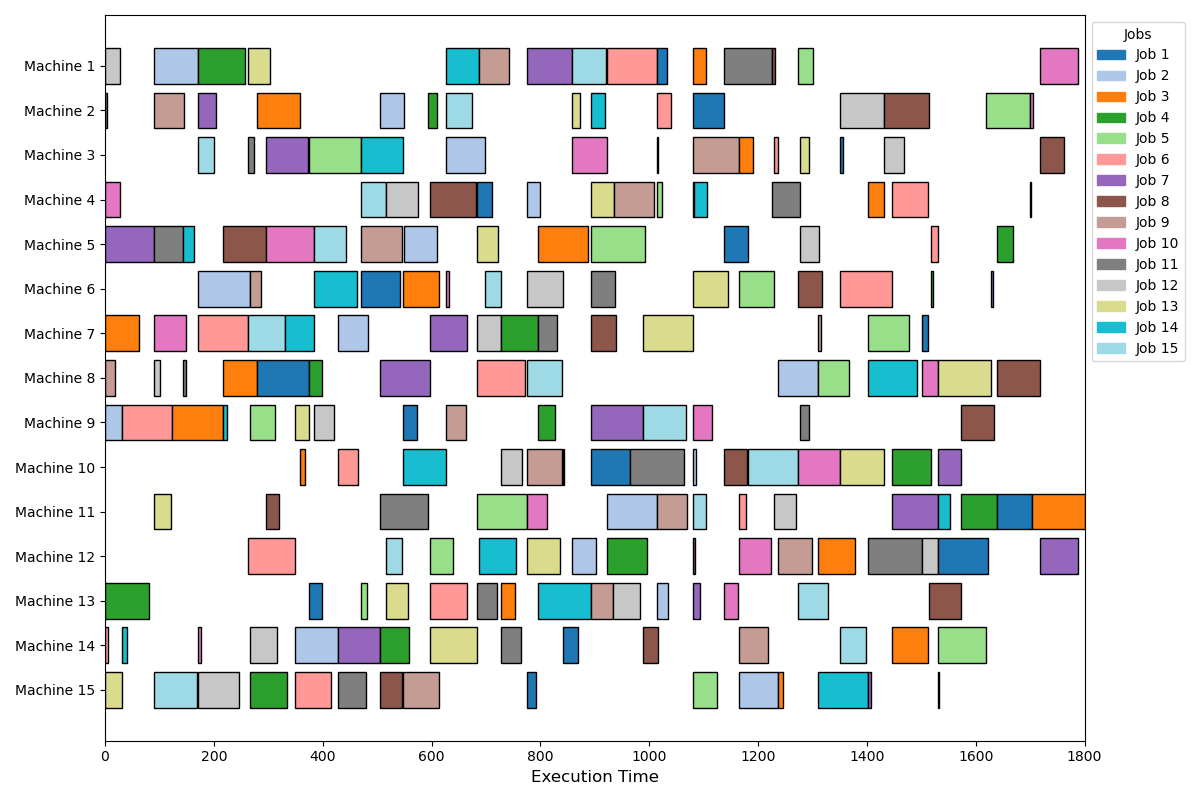 Machine 1
Machine 2
Machine 3
Machine 4
Machine 5
Machine 6
Machine 7
Machine 8
Machine 9
Machine 10
Machine 11
Machine 12
Machine 13
Machine 14
Machine 15
0 200 400 600 800 1000 1200 1400 1600 1800
Execution Time
Jobs
Job 1
Job 2
Job 3
Job 4
Job 5
Job 6
Job 7
Job 8
Job 9
Job 10
Job 11
Job 12
Job 13
Job 14
Job 15